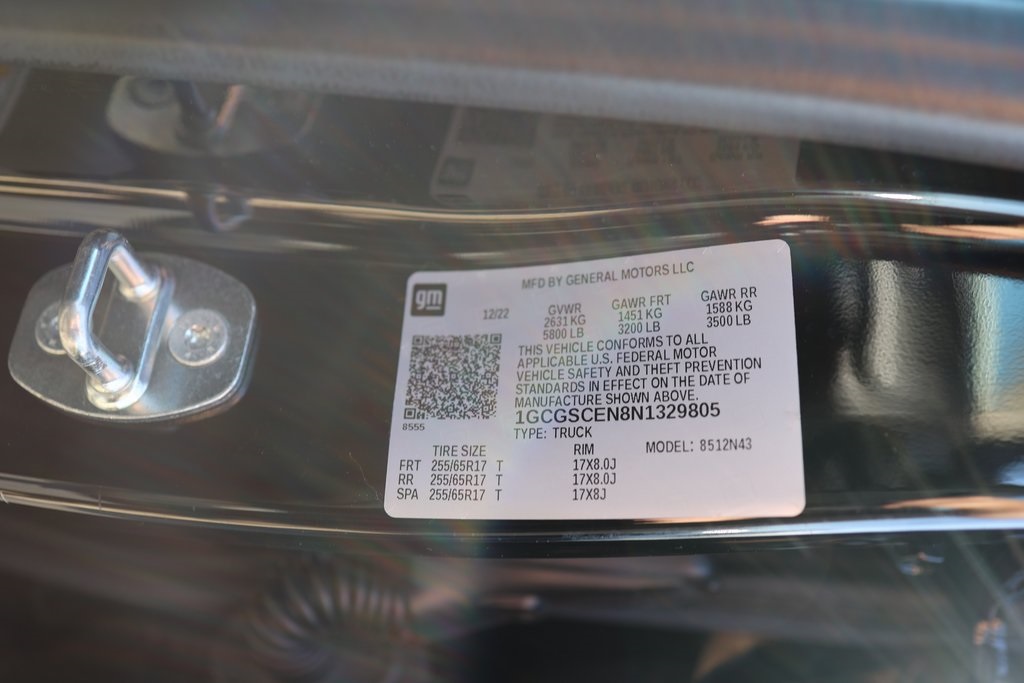 MFD BY GENERAL MOTORS LLC
gm
12/22
GVWR GAWR FRT GAWR RR
2631 KG 1451 KG 1588 KG
5800 LB 3200 LB 3500 LB
THIS VEHICLE CONFORMS TO ALL
APPLICABLE U.S. FEDERAL MOTOR
VEHICLE SAFETY AND THEFT PREVENTION
STANDARDS IN EFFECT ON THE DATE OF
MANUFACTURE SHOWN ABOVE.
8555
1GCGSCEN8N1329805
TYPE: TRUCK
TIRE SIZE RIM MODEL: 8512N43
FRT 255/65R17 T 17X8.0J
RR 255/65R17 T 17X8.0J
SPA 255/65R17 T 17X8J